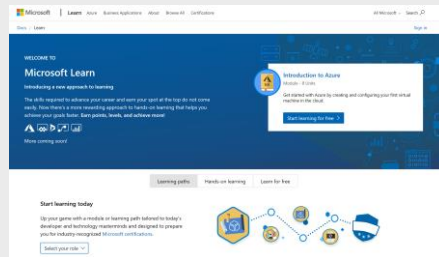 Microsoft | Learn Azure Business Applications About Browse All Certifications All Microsoft Search
Docs / Learn Sign in
WELCOME TO
Microsoft Learn
Introducing a new approach to learning
The skills required to advance your career and earn your spot at the top do not come
easily. Now there's a more rewarding approach to hands-on learning that helps you
achieve your goals faster. Earn points, levels, and achieve more!
More coming soon!
Introduction to Azure
Module · 8 Units
Get started with Azure by creating and configuring your first virtual
machine in the cloud.
Start learning for free >
Learning paths Hands-on learning Learn for free
Start learning today
Up your game with a module or learning path tailored to today's
developer and technology masterminds and designed to prepare
you for industry-recognized Microsoft certifications.
Select your role